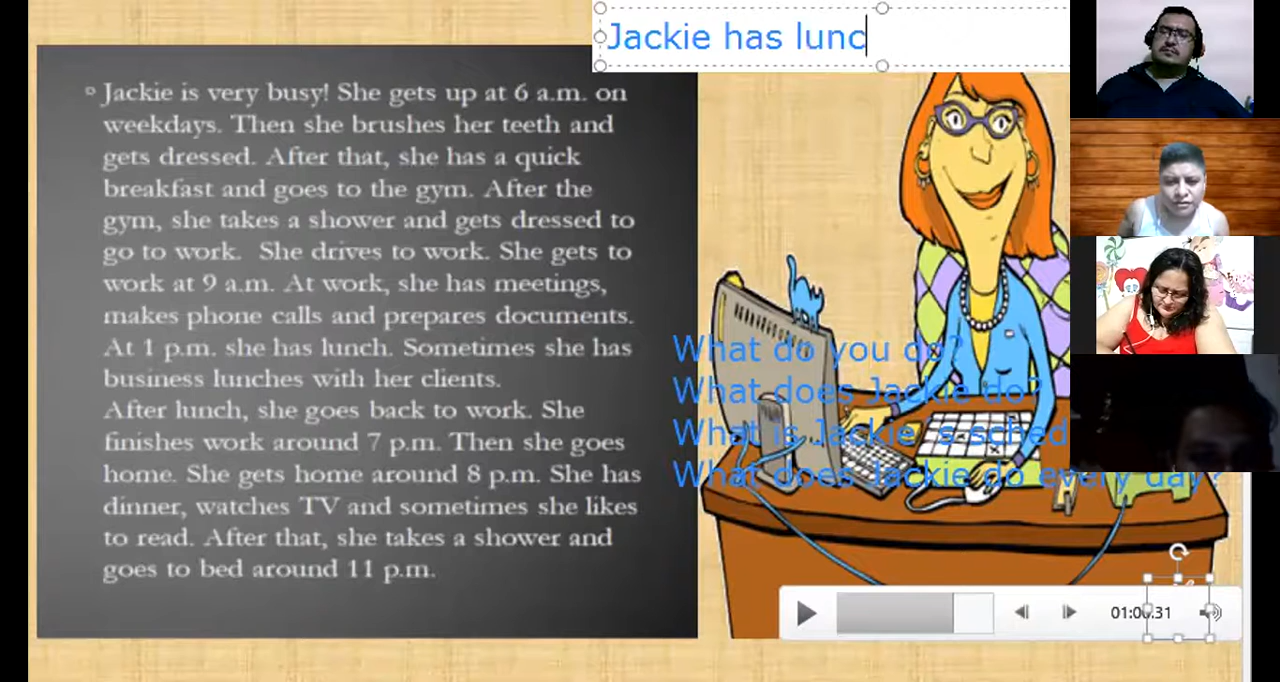 Jackie has lunc
Jackie is very busy! She gets up at 6 a.m. on
weekdays. Then she brushes her teeth and
gets dressed. After that, she has a quick
breakfast and goes to the gym. After the
gym, she takes a shower and gets dressed to
go to work. She drives to work. She gets to
work at 9 a.m. At work, she has meetings,
makes phone calls and prepares documents.
At 1 p.m. she has lunch. Sometimes she has
business lunches with her clients.
After lunch, she goes back to work. She
finishes work around 7 p.m. Then she goes
home. She gets home around 8 p.m. She has
dinner, watches TV and sometimes she likes
to read. After that, she takes a shower and
goes to bed around 11 p.m.
What do you do?
What does Jackie do?
What is Jackie 's sched
What does Jackie do every day?